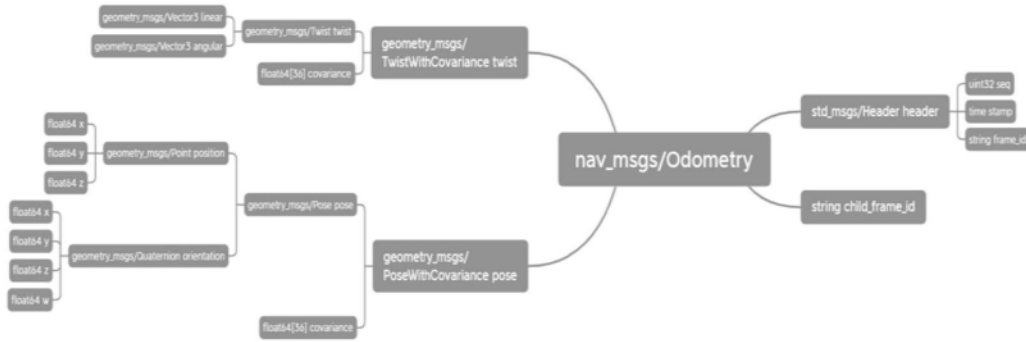 geometry_msgs/Vector3 linear
geometry_msgs/Vector3 angular
geometry_msgs/Twist twist
float64[36] covariance
geometry_msgs/
TwistWithCovariance twist
float64 x
float64 y
float64 z
geometry_msgs/Point position
float64 x
float64 y
float64 z
float64 w
geometry_msgs/Quaternion orientation
geometry_msgs/Pose pose
float64[36] covariance
geometry_msgs/
PoseWithCovariance pose
nav_msgs/Odometry
std_msgs/Header header
uint32 seq
time stamp
string frame_id
string child_frame_id